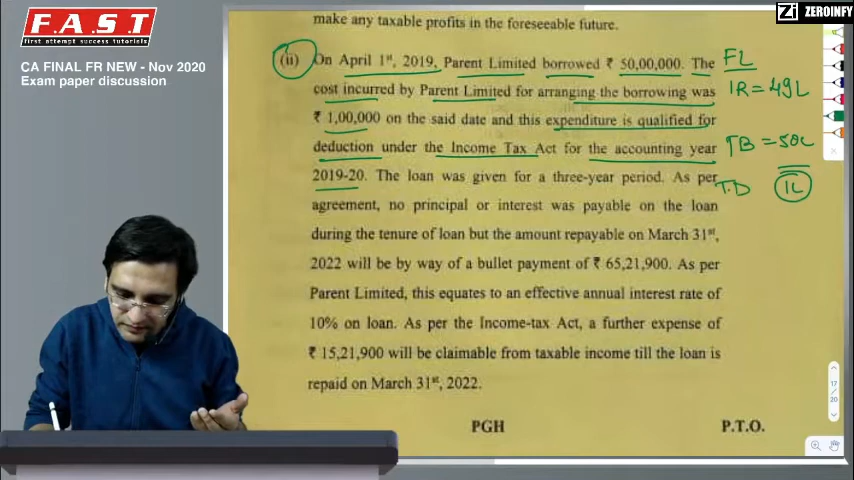 F.A.S.T
first attempt success tutorials
CA FINAL FR NEW - Nov 2020
Exam paper discussion
Zi ZEROINFY
make any taxable profits in the foreseeable future.
(ii) On April 1st, 2019, Parent Limited borrowed ₹ 50,00,000. The
cost incurred by Parent Limited for arranging the borrowing was
₹ 1,00,000 on the said date and this expenditure is qualified for
deduction under the Income Tax Act for the accounting year
2019-20. The loan was given for a three-year period. As per
agreement, no principal or interest was payable on the loan
during the tenure of loan but the amount repayable on March 31st,
2022 will be by way of a bullet payment of ₹ 65,21,900. As per
Parent Limited, this equates to an effective annual interest rate of
10% on loan. As per the Income-tax Act, a further expense of
₹ 15,21,900 will be claimable from taxable income till the loan is
repaid on March 31st, 2022.
PGH P.T.O.
FL
IR = 49L
TB = 50L
T.D 1L
17
20